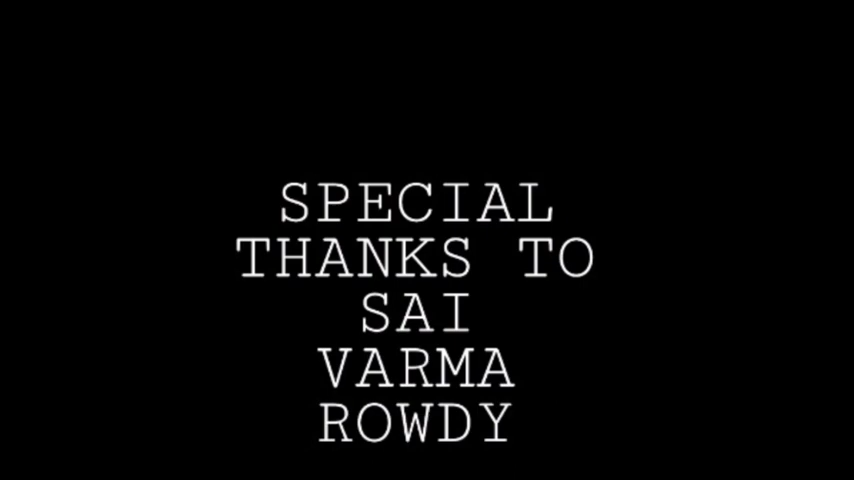 SPECIAL
THANKS TO
SAI
VARMA
ROWDY